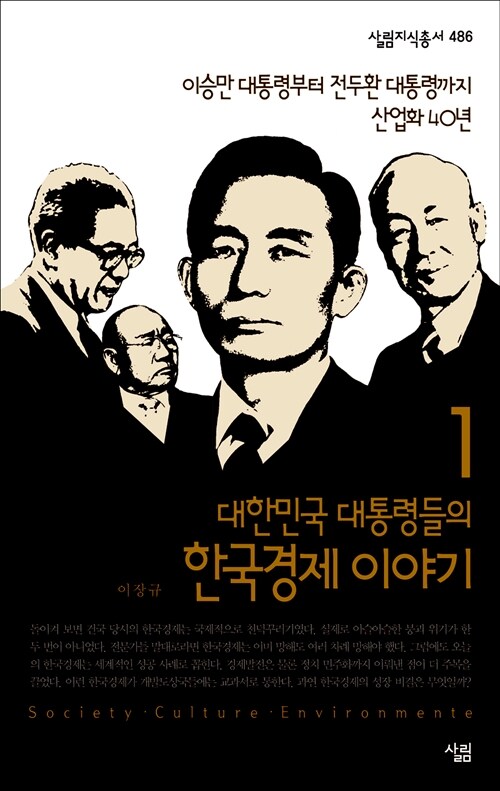 살림지식총서 486
이승만 대통령부터 전두환 대통령까지
산업화 40년
1
대한민국 대통령들의
한국경제 이야기
이장규
돌이켜 보면 건국 당시의 한국경제는 국제적으로 천덕꾸러기였다. 실제로 아슬아슬한 붕괴 위기가 한
두 번이 아니었다. 전문가들 말대로라면 한국경제는 이미 망해도 여러 차례 망해야 했다. 그럼에도 오늘
의 한국경제는 세계적인 성공 사례로 꼽힌다. 경제발전은 물론 정치 민주화까지 이뤄낸 점이 더 주목을
끌었다. 이런 한국경제가 개발도상국들에는 교과서로 통한다. 과연 한국경제의 성장 비결은 무엇일까?
Society·Culture·Environmente
살림